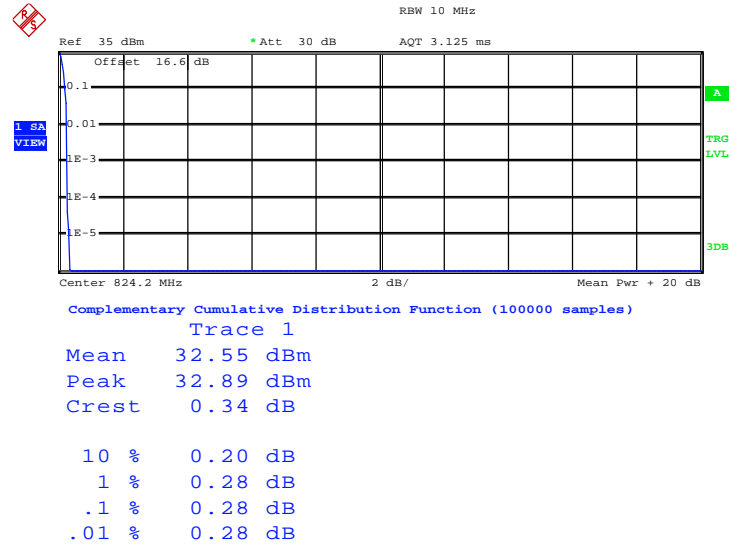 R S
RBW 10 MHz
Ref 35 dBm *Att 30 dB AQT 3.125 ms
Offset 16.6 dB
0.1
A
0.01
1 SA
VIEW
TRG
LVL
1E-3
1E-4
1E-5
3DB
Center 824.2 MHz 2 dB/ Mean Pwr + 20 dB
Complementary Cumulative Distribution Function (100000 samples)
Trace 1
Mean 32.55 dBm
Peak 32.89 dBm
Crest 0.34 dB
10 % 0.20 dB
1 % 0.28 dB
.1 % 0.28 dB
.01 % 0.28 dB